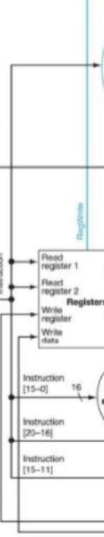 RegWrite
Read
register 1
Read
register 2
Registers
Write
register
Write
data
Instruction
[15–0]
16
Instruction
[20–16]
Instruction
[15–11]